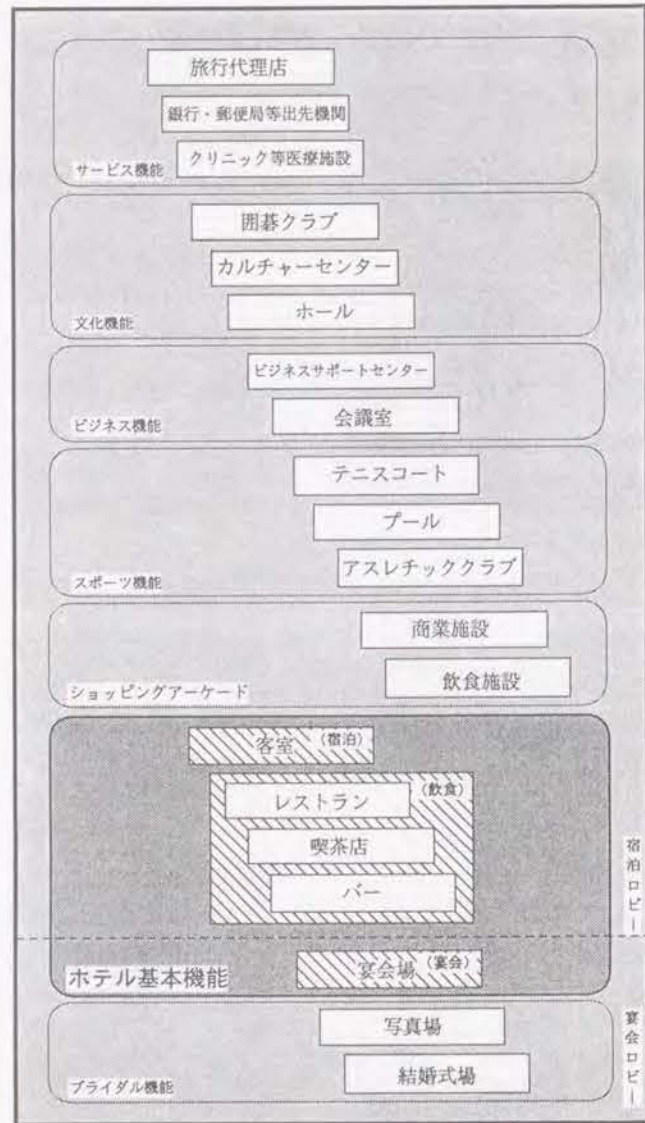 旅行代理店
銀行・郵便局等出先機関
クリニック等医療施設
サービス機能
囲碁クラブ
カルチャーセンター
ホール
文化機能
ビジネスサポートセンター
会議室
ビジネス機能
テニスコート
プール
アスレチッククラブ
スポーツ機能
商業施設
飲食施設
ショッピングアーケード
客室 (宿泊)
(飲食)
レストラン
喫茶店
バー
宿泊ロビー
宴会場 (宴会)
ホテル基本機能
写真場
結婚式場
ブライダル機能
宴会ロビー